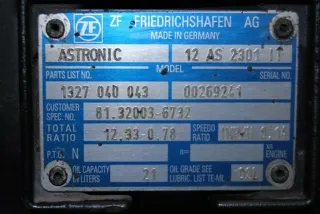 ZF
ZF FRIEDRICHSHAFEN AG
MADE IN GERMANY
ASTRONIC 12 AS 2301 IT
MODEL
PARTS LIST NO. SERIAL NO.
1327 040 043 00269241
CUSTOMER
SPEC. NO. 81.32003-6732
TOTAL
RATIO 12,33-0.78 SPEEDO
RATIO
P.T.O. N n= ENGINE
OIL CAPACITY
IN LITERS OIL GRADE SEE
LUBRIC. LIST TE-ML